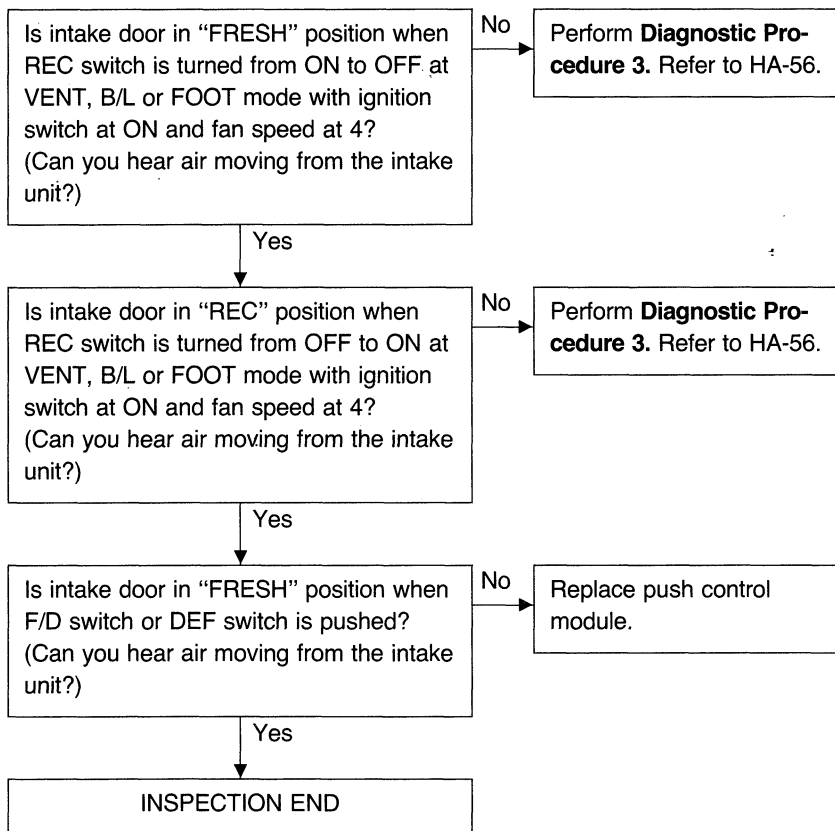 Is intake door in “FRESH” position when
REC switch is turned from ON to OFF at
VENT, B/L or FOOT mode with ignition
switch at ON and fan speed at 4?
(Can you hear air moving from the intake
unit?)
No
Perform Diagnostic Pro-
cedure 3. Refer to HA-56.
Yes
Is intake door in “REC” position when
REC switch is turned from OFF to ON at
VENT, B/L or FOOT mode with ignition
switch at ON and fan speed at 4?
(Can you hear air moving from the intake
unit?)
No
Perform Diagnostic Pro-
cedure 3. Refer to HA-56.
Yes
Is intake door in “FRESH” position when
F/D switch or DEF switch is pushed?
(Can you hear air moving from the intake
unit?)
No
Replace push control
module.
Yes
INSPECTION END